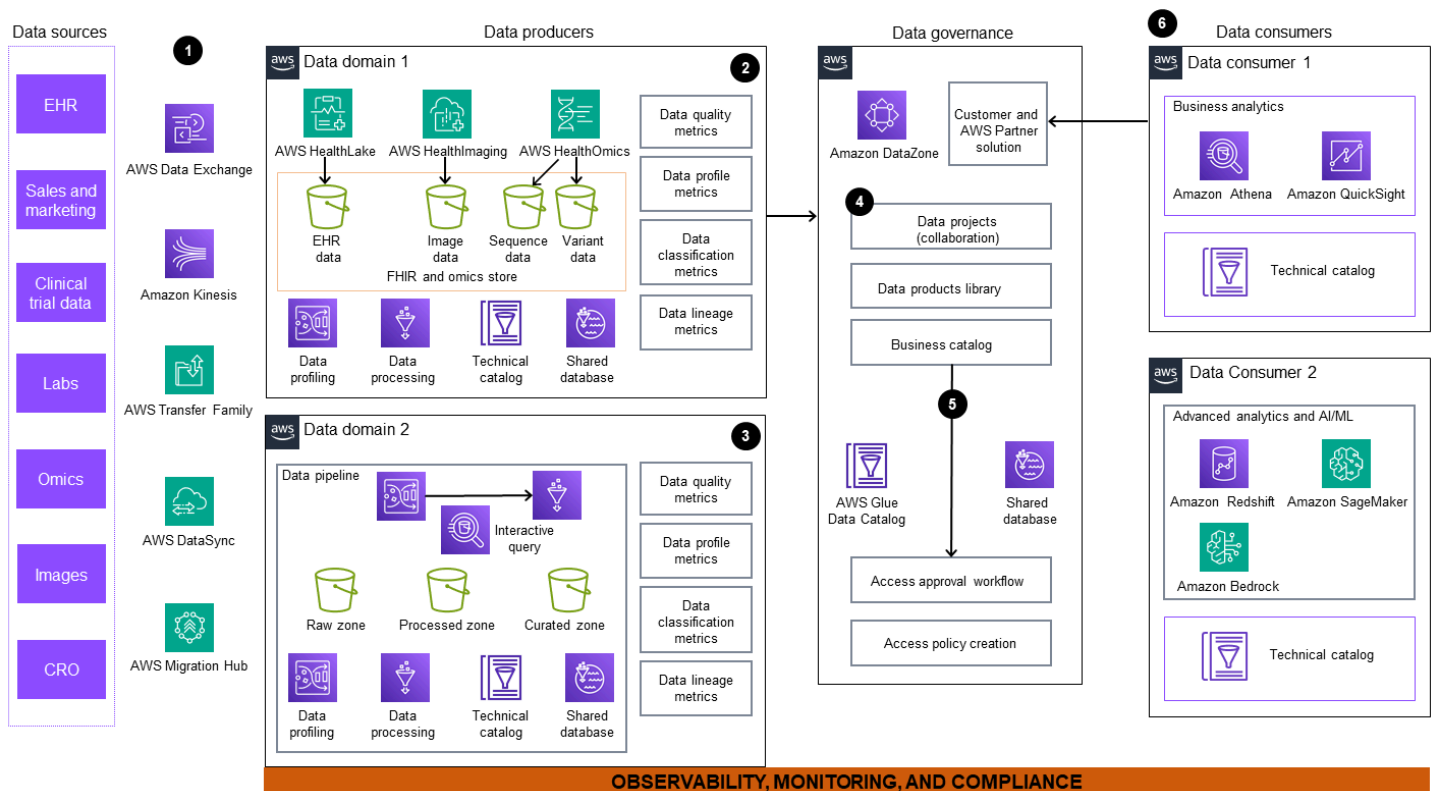 Data sources
EHR
Sales and
marketing
Clinical
trial data
Labs
Omics
Images
CRO
1
AWS Data Exchange
Amazon Kinesis
AWS Transfer Family
AWS DataSync
AWS Migration Hub
Data producers
aws
Data domain 1
2
AWS HealthLake
AWS HealthImaging
AWS HealthOmics
EHR
data
Image
data
Sequence
data
Variant
data
FHIR and omics store
Data
profiling
Data
processing
Technical
catalog
Shared
database
Data quality
metrics
Data profile
metrics
Data
classification
metrics
Data lineage
metrics
aws
Data domain 2
3
Data pipeline
Interactive
query
Raw zone
Processed zone
Curated zone
Data
profiling
Data
processing
Technical
catalog
Shared
database
Data quality
metrics
Data profile
metrics
Data
classification
metrics
Data lineage
metrics
Data governance
aws
Amazon DataZone
Customer and
AWS Partner
solution
4
Data projects
(collaboration)
Data products library
Business catalog
5
AWS Glue
Data Catalog
Shared
database
Access approval workflow
Access policy creation
6
Data consumers
aws
Data consumer 1
Business analytics
Amazon Athena
Amazon QuickSight
Technical catalog
aws
Data Consumer 2
Advanced analytics and AI/ML
Amazon Redshift
Amazon SageMaker
Amazon Bedrock
Technical catalog
OBSERVABILITY, MONITORING, AND COMPLIANCE